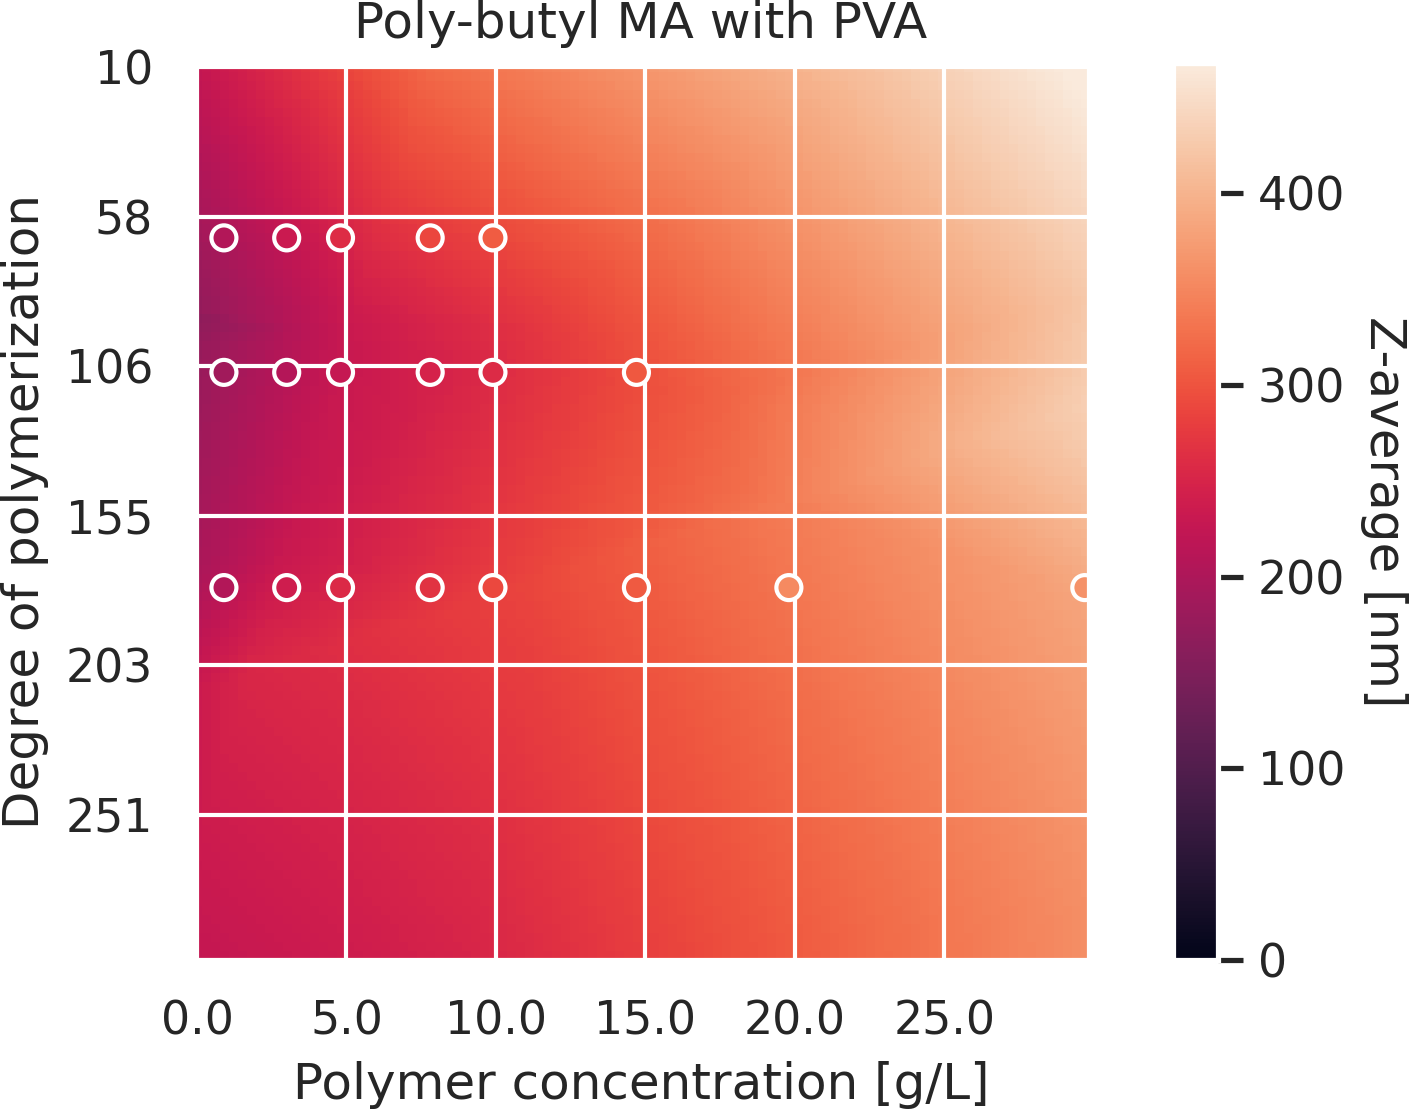 Poly-butyl MA with PVA
10
58
106
155
203
251
Degree of polymerization
0.0 5.0 10.0 15.0 20.0 25.0
Polymer concentration [g/L]
400
300
200
100
0
Z-average [nm]